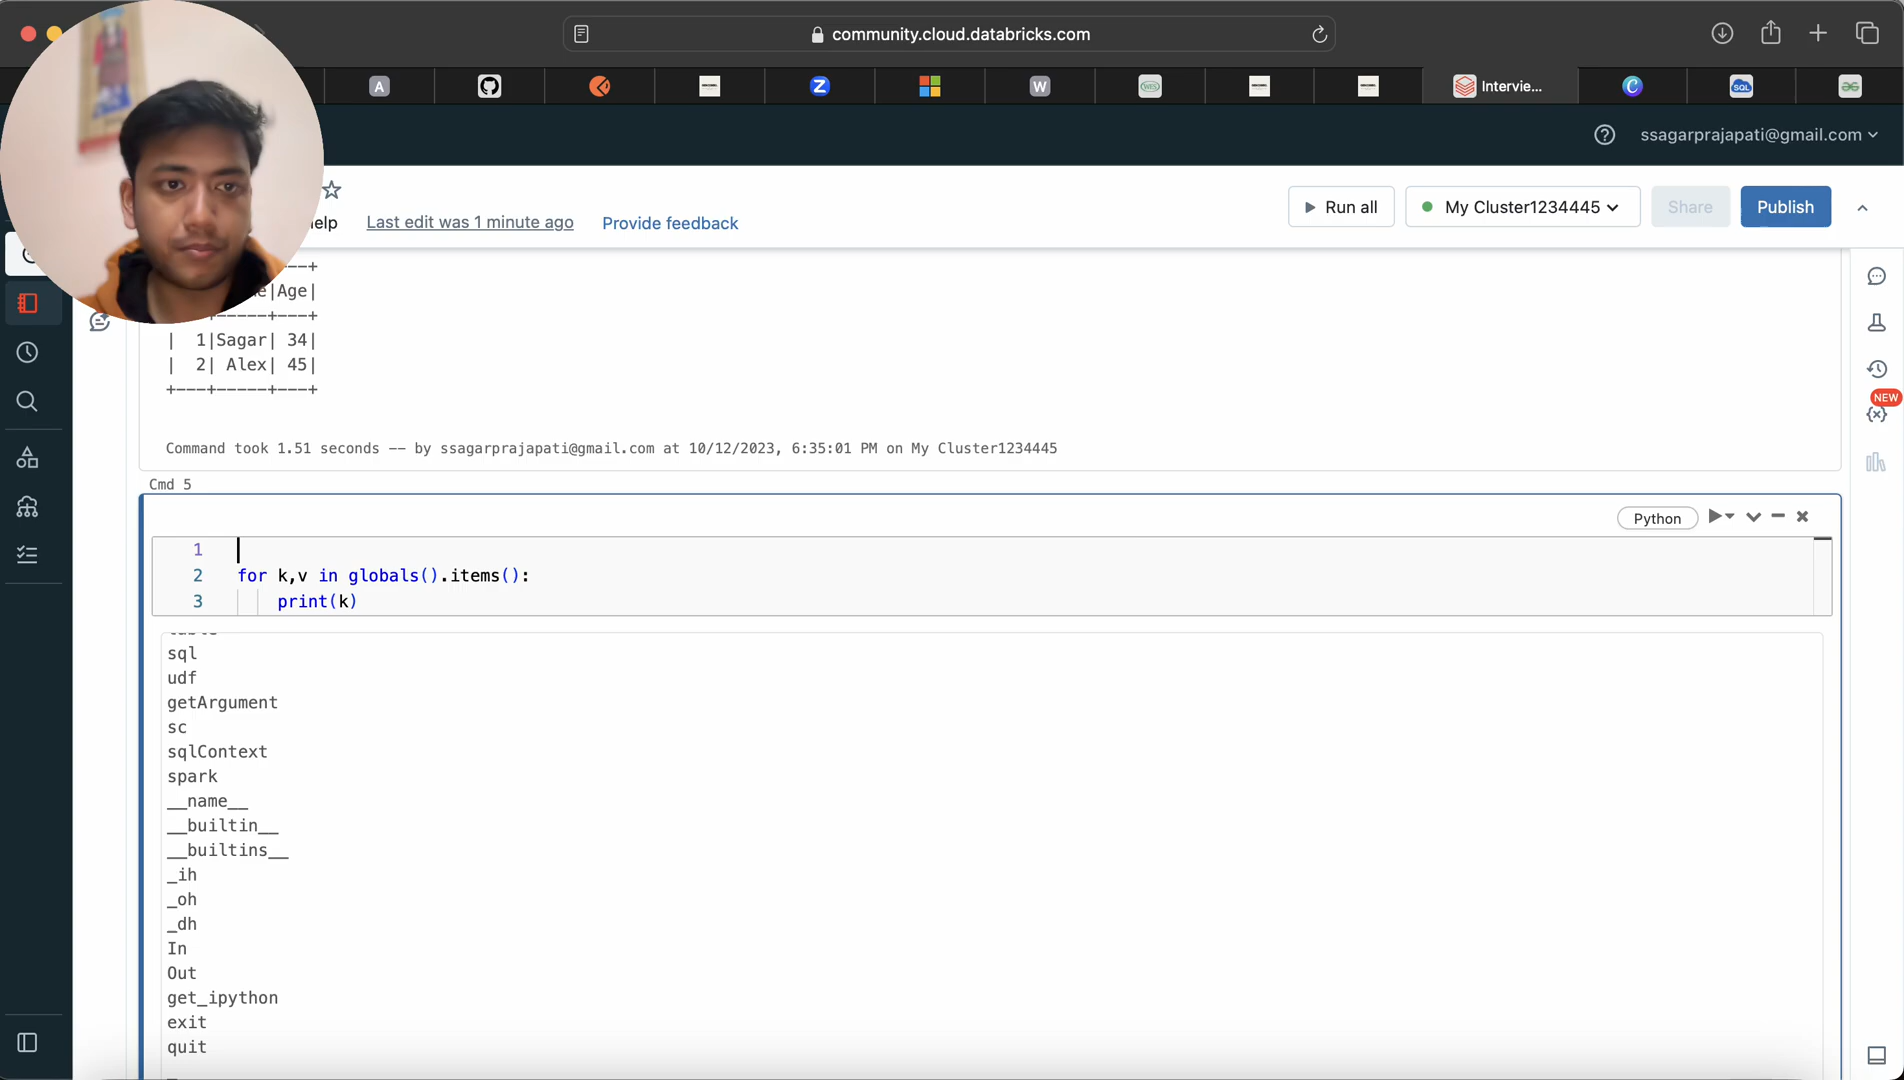 community.cloud.databricks.com
A
Z
W
WES
Intervie...
C
SQL
ssagarprajapati@gmail.com
Last edit was 1 minute ago
Provide feedback
Run all
My Cluster1234445
Share
Publish
|Age|
+-----+---+
| 1|Sagar| 34|
| 2| Alex| 45|
+---+-----+---+
Command took 1.51 seconds -- by ssagarprajapati@gmail.com at 10/12/2023, 6:35:01 PM on My Cluster1234445
NEW
Cmd 5
Python
1
2 for k,v in globals().items():
3 print(k)
sql
udf
getArgument
sc
sqlContext
spark
__name__
__builtin__
__builtins__
_ih
_oh
_dh
In
Out
get_ipython
exit
quit